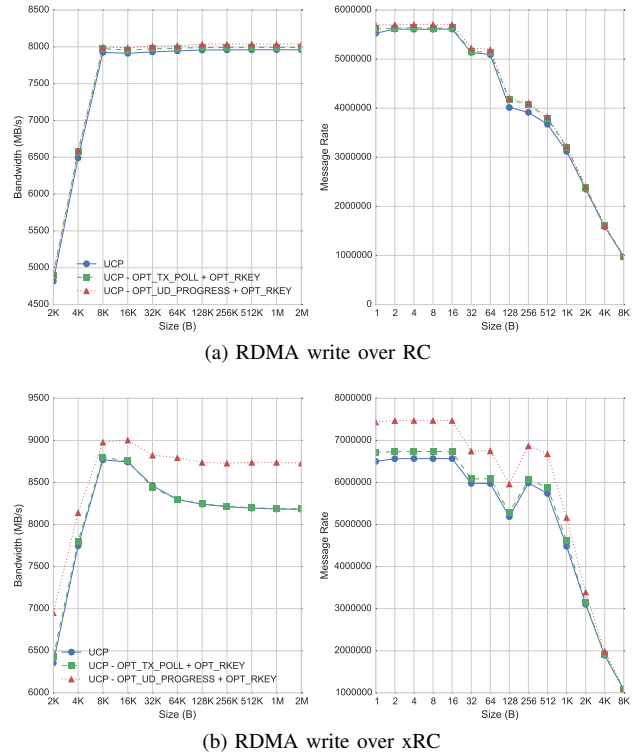 8500
8000
7500
7000
6500
6000
5500
5000
4500
Bandwidth (MB/s)
UCP
UCP - OPT_TX_POLL + OPT_RKEY
UCP - OPT_UD_PROGRESS + OPT_RKEY
2K 4K 8K 16K 32K 64K 128K 256K 512K 1M 2M
Size (B)
6000000
5000000
4000000
3000000
2000000
1000000
0
Message Rate
1 2 4 8 16 32 64 128 256 512 1K 2K 4K 8K
Size (B)
(a) RDMA write over RC
9500
9000
8500
8000
7500
7000
6500
6000
Bandwidth (MB/s)
UCP
UCP - OPT_TX_POLL + OPT_RKEY
UCP - OPT_UD_PROGRESS + OPT_RKEY
2K 4K 8K 16K 32K 64K 128K 256K 512K 1M 2M
Size (B)
8000000
7000000
6000000
5000000
4000000
3000000
2000000
1000000
Message Rate
1 2 4 8 16 32 64 128 256 512 1K 2K 4K 8K
Size (B)
(b) RDMA write over xRC